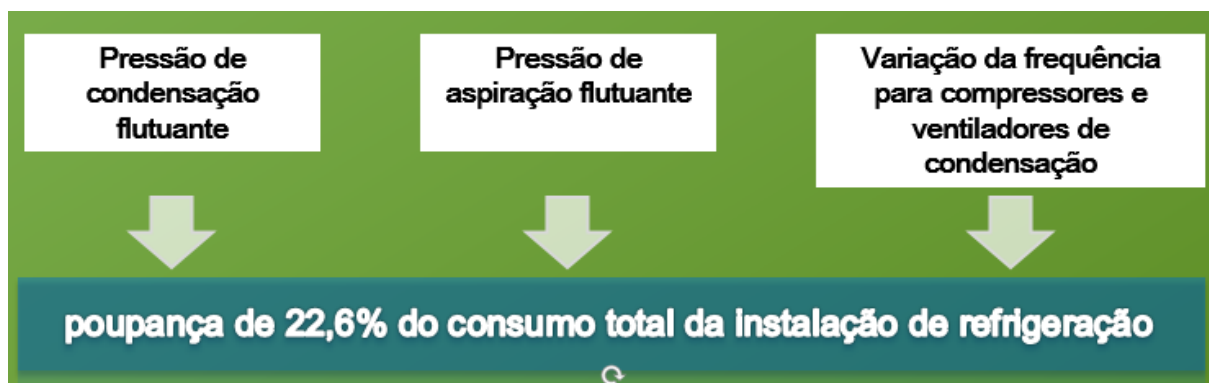 Pressão de
condensação
flutuante
Pressão de
aspiração flutuante
Variação da frequência
para compressores e
ventiladores de
condensação
poupança de 22,6% do consumo total da instalação de refrigeração